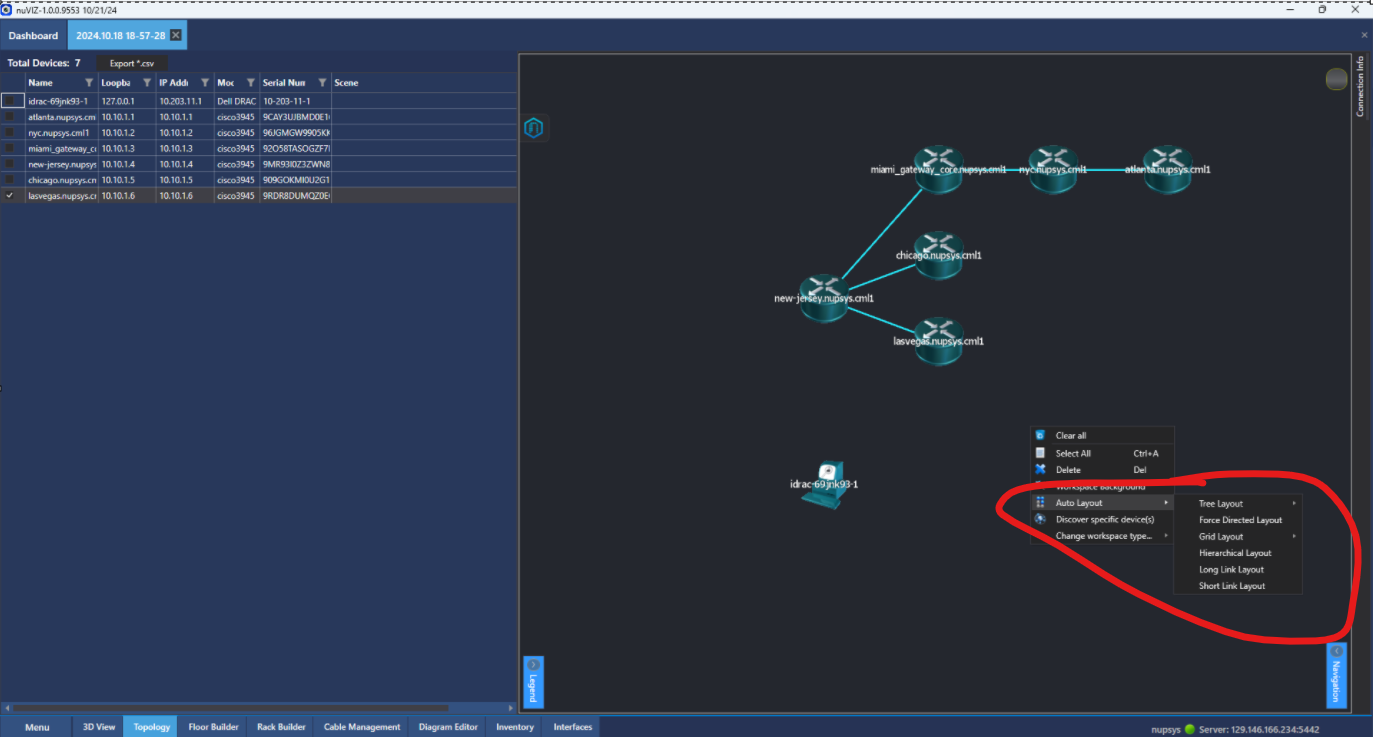 nuVIZ-1.0.0.9553 10/21/24
Dashboard 2024.10.18 18-57-28
Total Devices: 7 Export *.csv
Name Loopba IP Addi Moc Serial Num Scene
idrac-69jnk93-1 127.0.0.1 10.203.11.1 Dell DRAC 10-203-11-1
atlanta.nupsys.cm 10.10.1.1 10.10.1.1 cisco3945 9CAY3UJ8MD0E1
nyc.nupsys.cml1 10.10.1.2 10.10.1.2 cisco3945 96JGMGW9905K
miami_gateway_c 10.10.1.3 10.10.1.3 cisco3945 92O58TASOGZF7
new-jersey.nupsys 10.10.1.4 10.10.1.4 cisco3945 9MR93I0Z3ZWN8
chicago.nupsys.cn 10.10.1.5 10.10.1.5 cisco3945 909GOKMI0U2G1
lasvegas.nupsys.cr 10.10.1.6 10.10.1.6 cisco3945 9RDR8DUMQZ0E
Connection Info
miami_gateway_core.nupsys.cml1
nyc.nupsys.cml1
atlanta.nupsys.cml1
chicago.nupsys.cml1
new-jersey.nupsys.cml1
lasvegas.nupsys.cml1
idrac-69jnk93-1
Clear all
Select All Ctrl+A
Delete Del
Workspace Background
Auto Layout
Discover specific device(s)
Change workspace type...
Tree Layout
Force Directed Layout
Grid Layout
Hierarchical Layout
Long Link Layout
Short Link Layout
Legend
Navigation
Menu 3D View Topology Floor Builder Rack Builder Cable Management Diagram Editor Inventory Interfaces
nupsys Server: 129.146.166.234:5442